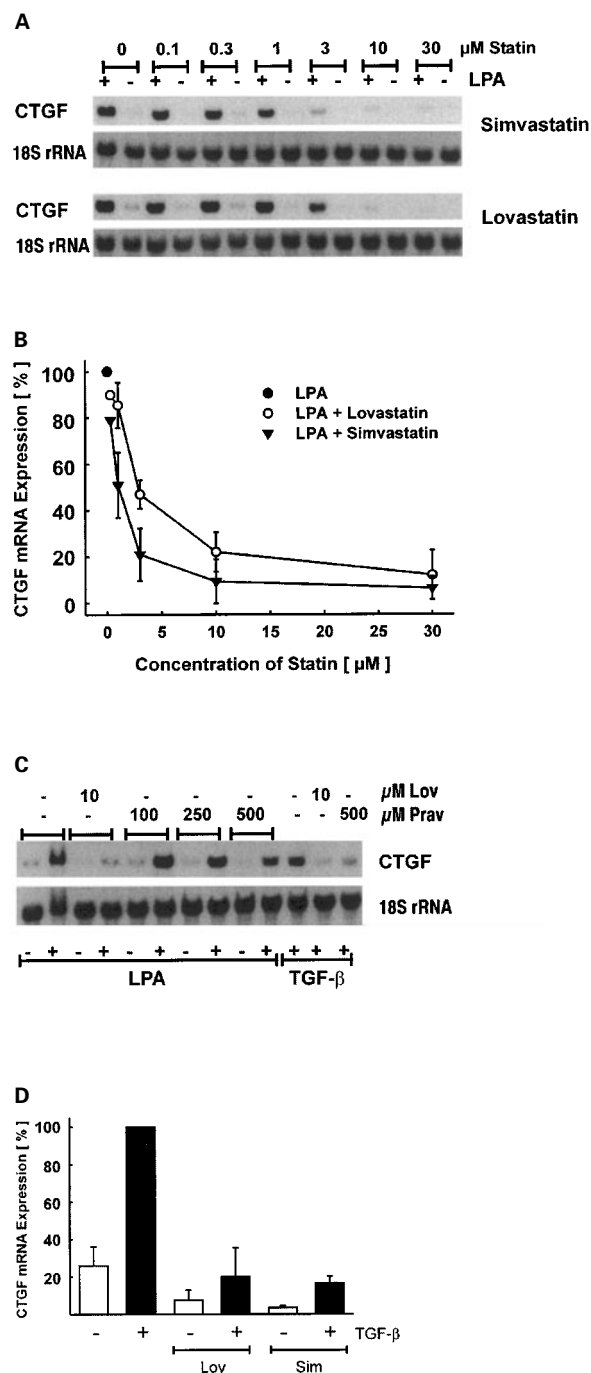 A
0 0.1 0.3 1 3 10 30 µM Statin
+ - + - + - + - + - + - + - LPA
CTGF
Simvastatin
18S rRNA
CTGF
Lovastatin
18S rRNA
B
CTGF mRNA Expression [ % ]
100
80
60
40
20
0
LPA
LPA + Lovastatin
LPA + Simvastatin
0 5 10 15 20 25 30
Concentration of Statin [ µM ]
C
- 10 - - - - 10 - µM Lov
- - 100 250 500 - - 500 µM Prav
CTGF
18S rRNA
- + - + - + - + - + + + +
LPA TGF-β
D
CTGF mRNA Expression [ % ]
100
80
60
40
20
- + - + - + TGF-β
Lov Sim